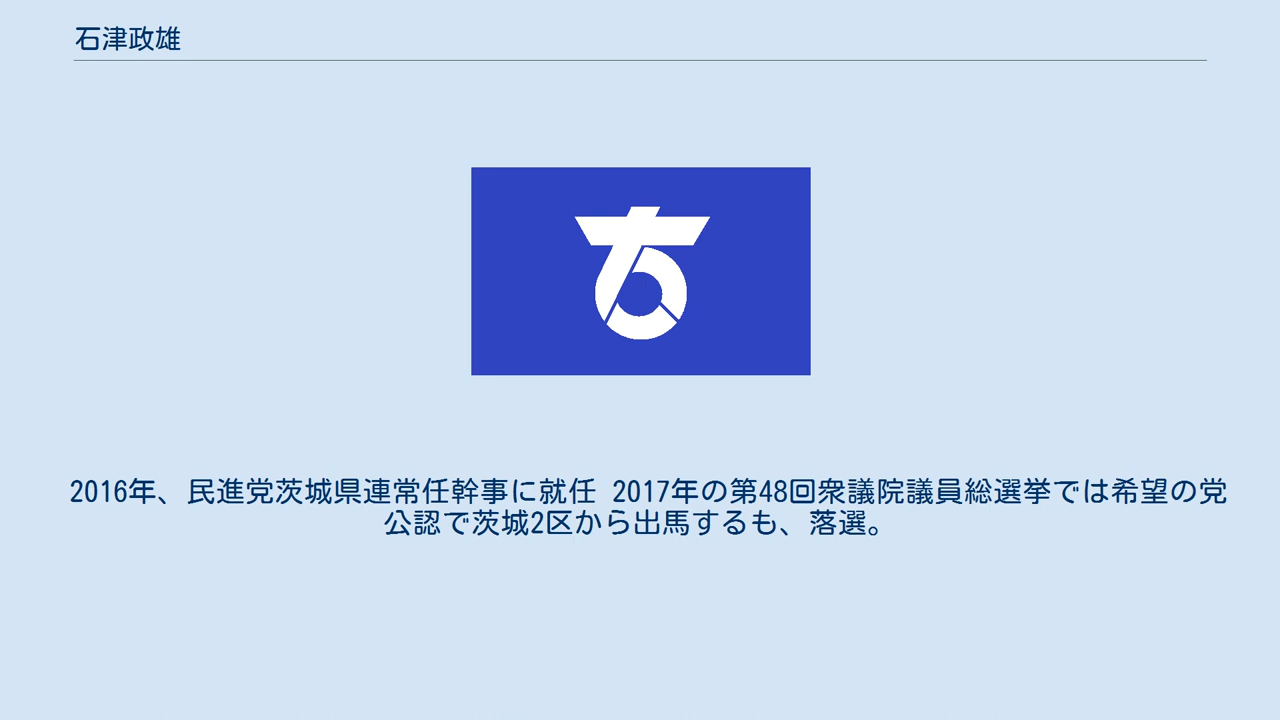 石津政雄
2016年、民進党茨城県連常任幹事に就任 2017年の第48回衆議院議員総選挙では希望の党
公認で茨城2区から出馬するも、落選。